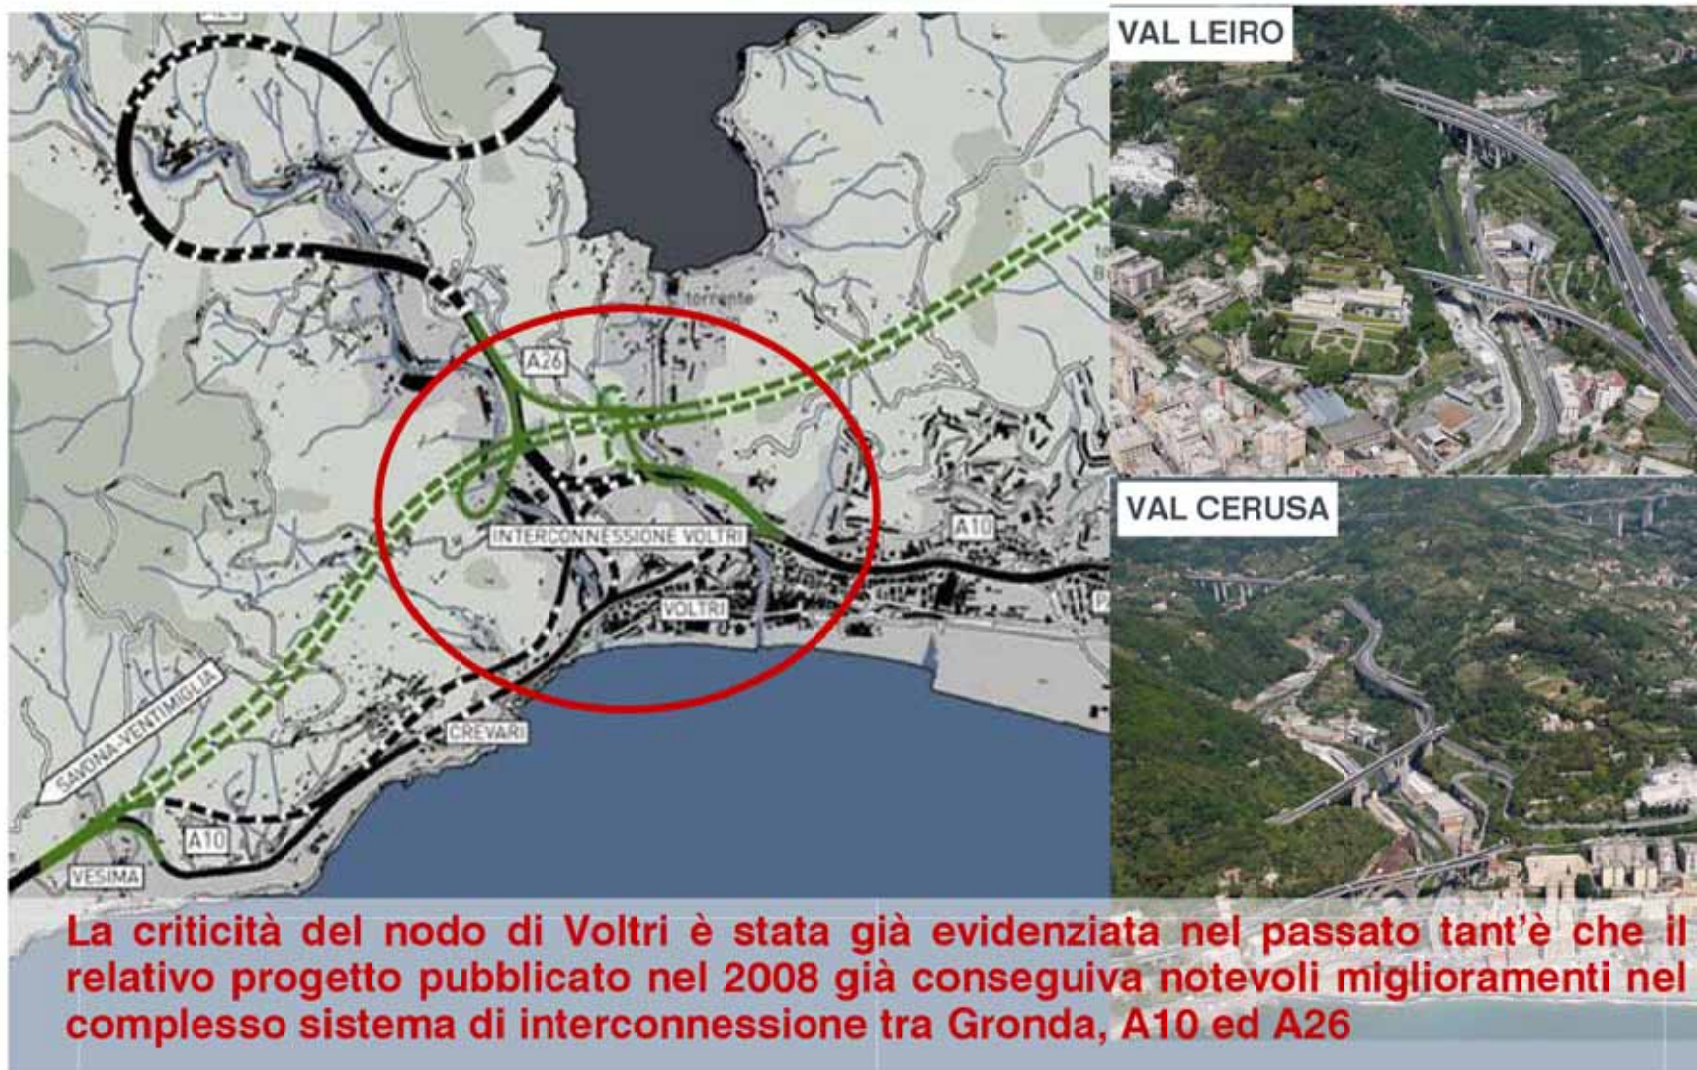 VAL LEIRO
torrente
A26
VAL CERUSA
INTERCONNESSIONE VOLTRI
A10
VOLTRI
SAVONA-VENTIMIGLIA
CREVARI
A10
VESIMA
La criticità del nodo di Voltri è stata già evidenziata nel passato tant'è che il
relativo progetto pubblicato nel 2008 già conseguiva notevoli miglioramenti nel
complesso sistema di interconnessione tra Gronda, A10 ed A26